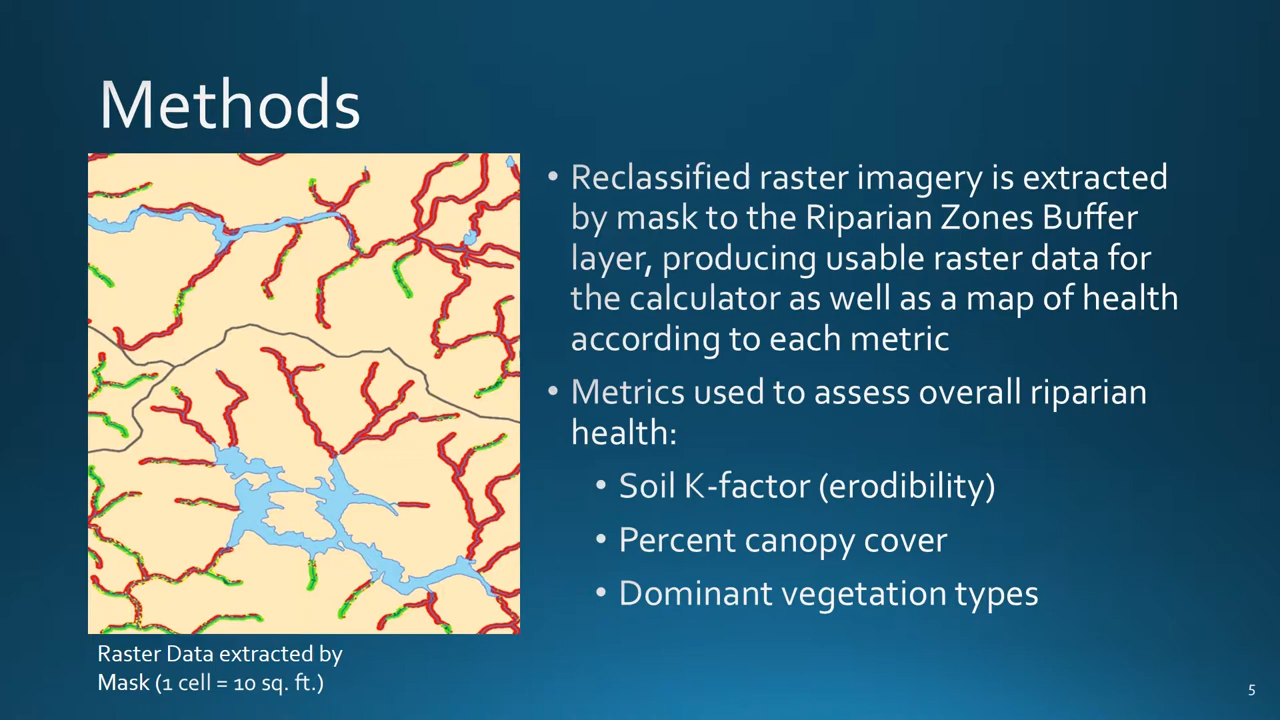 Methods
• Reclassified raster imagery is extracted
by mask to the Riparian Zones Buffer
layer, producing usable raster data for
the calculator as well as a map of health
according to each metric
• Metrics used to assess overall riparian
health:
• Soil K-factor (erodibility)
• Percent canopy cover
• Dominant vegetation types
Raster Data extracted by
Mask (1 cell = 10 sq. ft.)
5